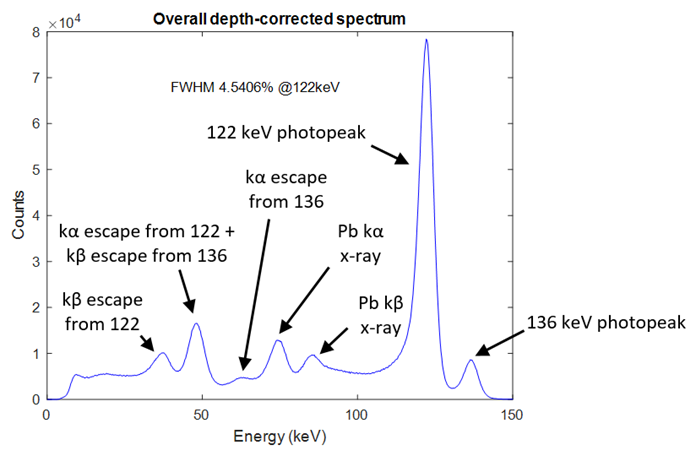 Overall depth-corrected spectrum
×10⁴
FWHM 4.5406% @122keV
122 keV photopeak
kα escape
from 136
kα escape from 122 +
kβ escape from 136
Pb kα
x-ray
kβ escape
from 122
Pb kβ
x-ray
136 keV photopeak
Counts
8
7
6
5
4
3
2
1
0
0 50 100 150
Energy (keV)